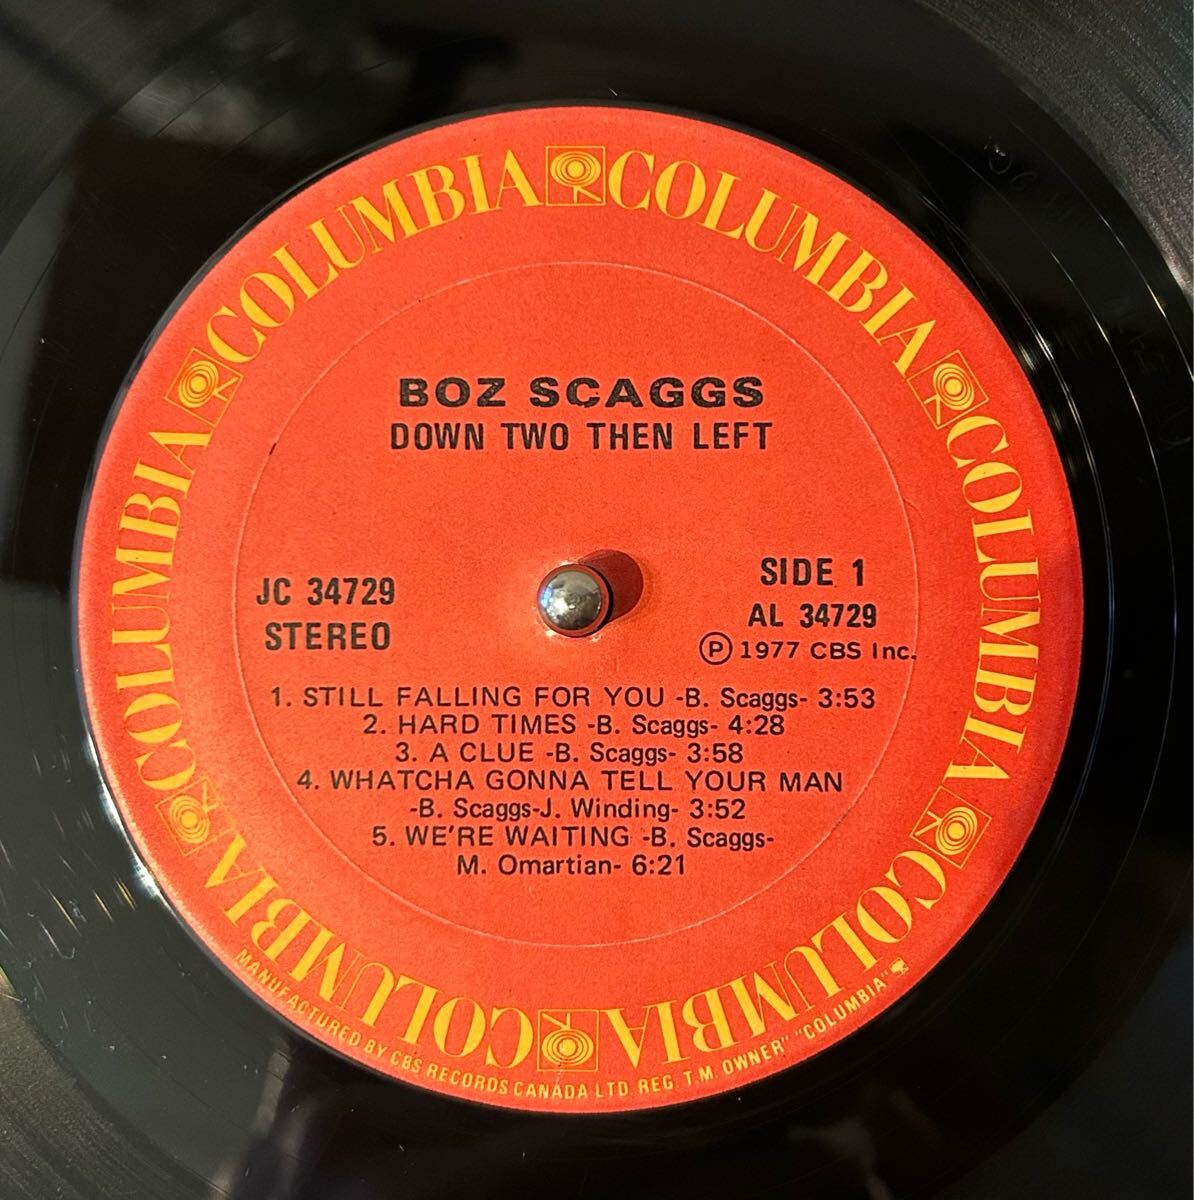 COLUMBIA COLUMBIA COLUMBIA COLUMBIA COLUMBIA COLUMBIA
BOZ SCAGGS
DOWN TWO THEN LEFT
JC 34729
STEREO
SIDE 1
AL 34729
Ⓟ 1977 CBS Inc.
1. STILL FALLING FOR YOU -B. Scaggs- 3:53
2. HARD TIMES -B. Scaggs- 4:28
3. A CLUE -B. Scaggs- 3:58
4. WHATCHA GONNA TELL YOUR MAN
-B. Scaggs-J. Winding- 3:52
5. WE'RE WAITING -B. Scaggs-
M. Omartian- 6:21
MANUFACTURED BY CBS RECORDS CANADA LTD. REG. T.M. OWNER" "COLUMBIA"